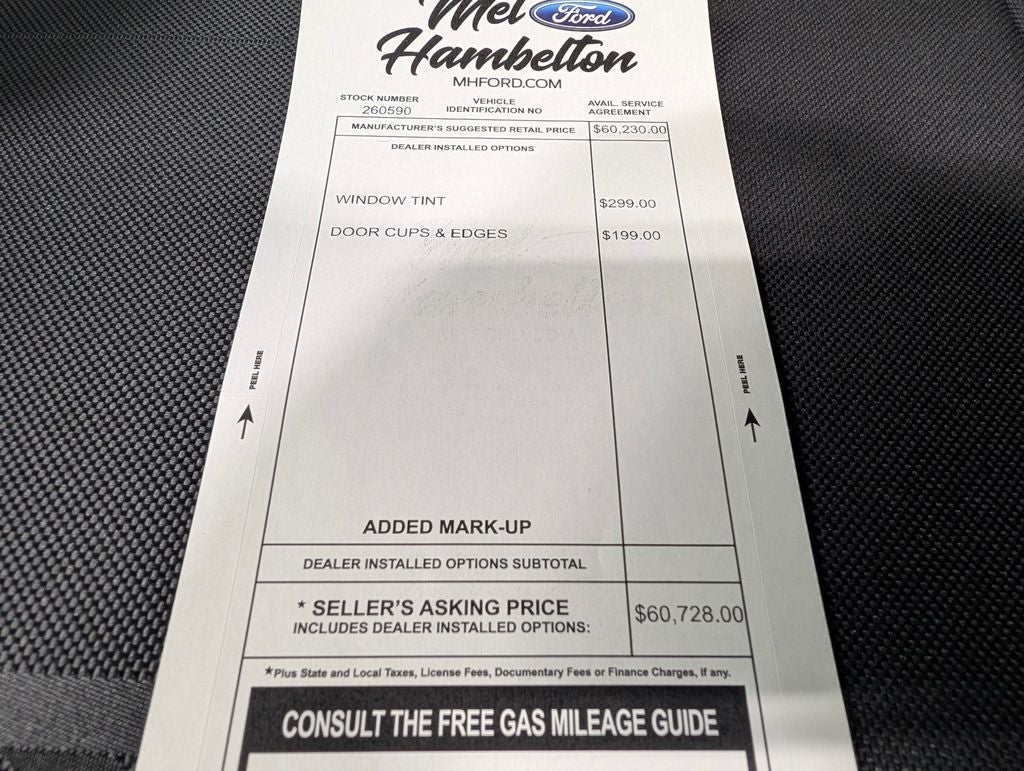 Mel Ford
Hambelton
MHFORD.COM
STOCK NUMBER
260590
VEHICLE
IDENTIFICATION NO
AVAIL. SERVICE
AGREEMENT
MANUFACTURER'S SUGGESTED RETAIL PRICE $60,230.00
DEALER INSTALLED OPTIONS
WINDOW TINT $299.00
DOOR CUPS & EDGES $199.00
PEEL HERE
PEEL HERE
ADDED MARK-UP
DEALER INSTALLED OPTIONS SUBTOTAL
* SELLER'S ASKING PRICE $60,728.00
INCLUDES DEALER INSTALLED OPTIONS:
*Plus State and Local Taxes, License Fees, Documentary Fees or Finance Charges, if any.
CONSULT THE FREE GAS MILEAGE GUIDE